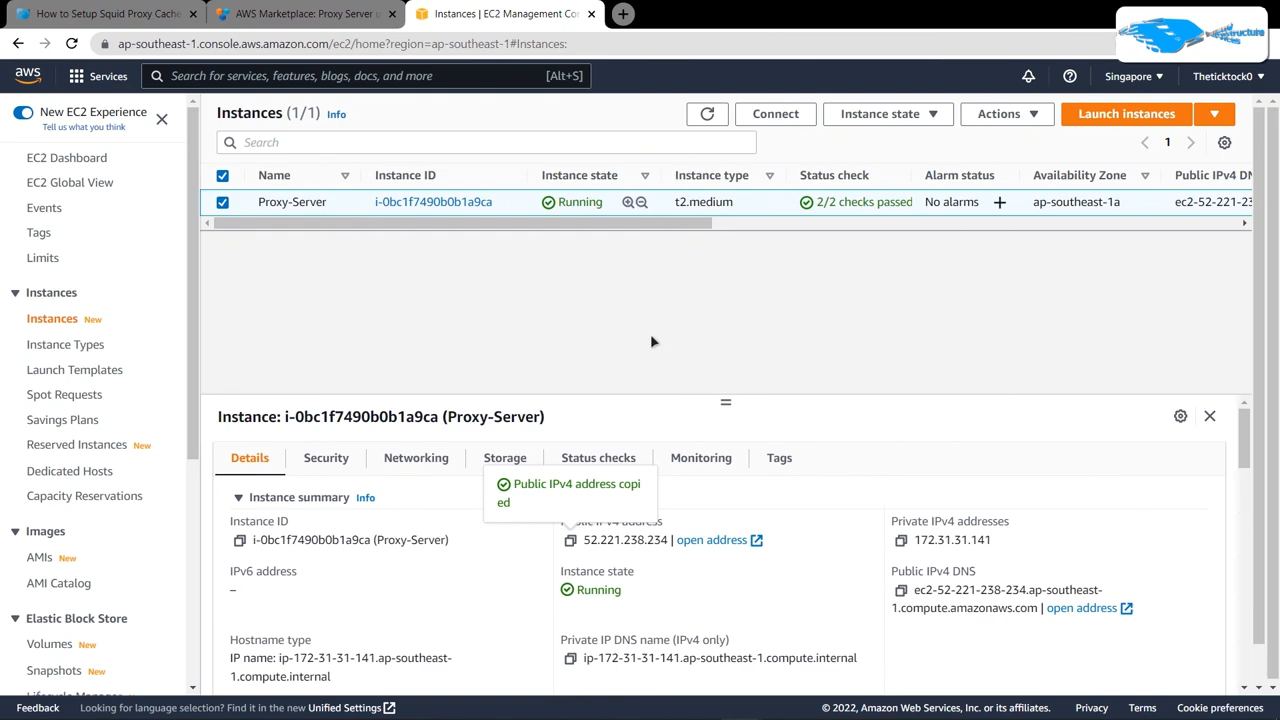 How to Setup Squid Proxy Cache
AWS Marketplace: Proxy Server u
Instances | EC2 Management Con
ap-southeast-1.console.aws.amazon.com/ec2/home?region=ap-southeast-1#Instances:
aws
Services
Search for services, features, blogs, docs, and more
[Alt+S]
Singapore
Theticktock0
New EC2 Experience
Tell us what you think
EC2 Dashboard
EC2 Global View
Events
Tags
Limits
Instances
Instances New
Instance Types
Launch Templates
Spot Requests
Savings Plans
Reserved Instances New
Dedicated Hosts
Capacity Reservations
Images
AMIs New
AMI Catalog
Elastic Block Store
Volumes New
Snapshots New
Lifecycle Manager
Instances (1/1) Info
Connect
Instance state
Actions
Launch instances
Search
1
Name Instance ID Instance state Instance type Status check Alarm status Availability Zone Public IPv4 DN
Proxy-Server i-0bc1f7490b0b1a9ca Running t2.medium 2/2 checks passed No alarms ap-southeast-1a ec2-52-221-23
Instance: i-0bc1f7490b0b1a9ca (Proxy-Server)
Details Security Networking Storage Status checks Monitoring Tags
Public IPv4 address copi
ed
Instance summary Info
Instance ID
i-0bc1f7490b0b1a9ca (Proxy-Server)
Public IPv4 address
52.221.238.234 | open address
Private IPv4 addresses
172.31.31.141
IPv6 address
–
Instance state
Running
Public IPv4 DNS
ec2-52-221-238-234.ap-southeast-
1.compute.amazonaws.com | open address
Hostname type
IP name: ip-172-31-31-141.ap-southeast-
1.compute.internal
Private IP DNS name (IPv4 only)
ip-172-31-31-141.ap-southeast-1.compute.internal
Feedback
Looking for language selection? Find it in the new Unified Settings
© 2022, Amazon Web Services, Inc. or its affiliates.
Privacy
Terms
Cookie preferences